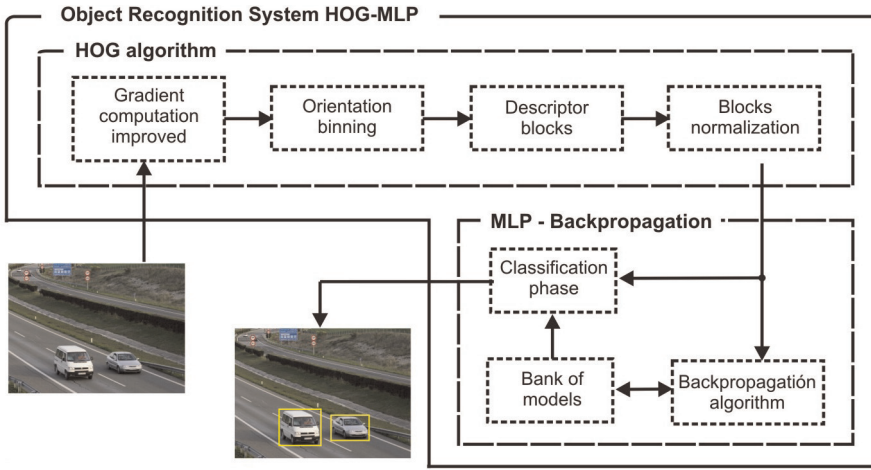 Object Recognition System HOG-MLP
HOG algorithm
Gradient
computation
improved
Orientation
binning
Descriptor
blocks
Blocks
normalization
MLP - Backpropagation
Classification
phase
Bank of
models
Backpropagatión
algorithm